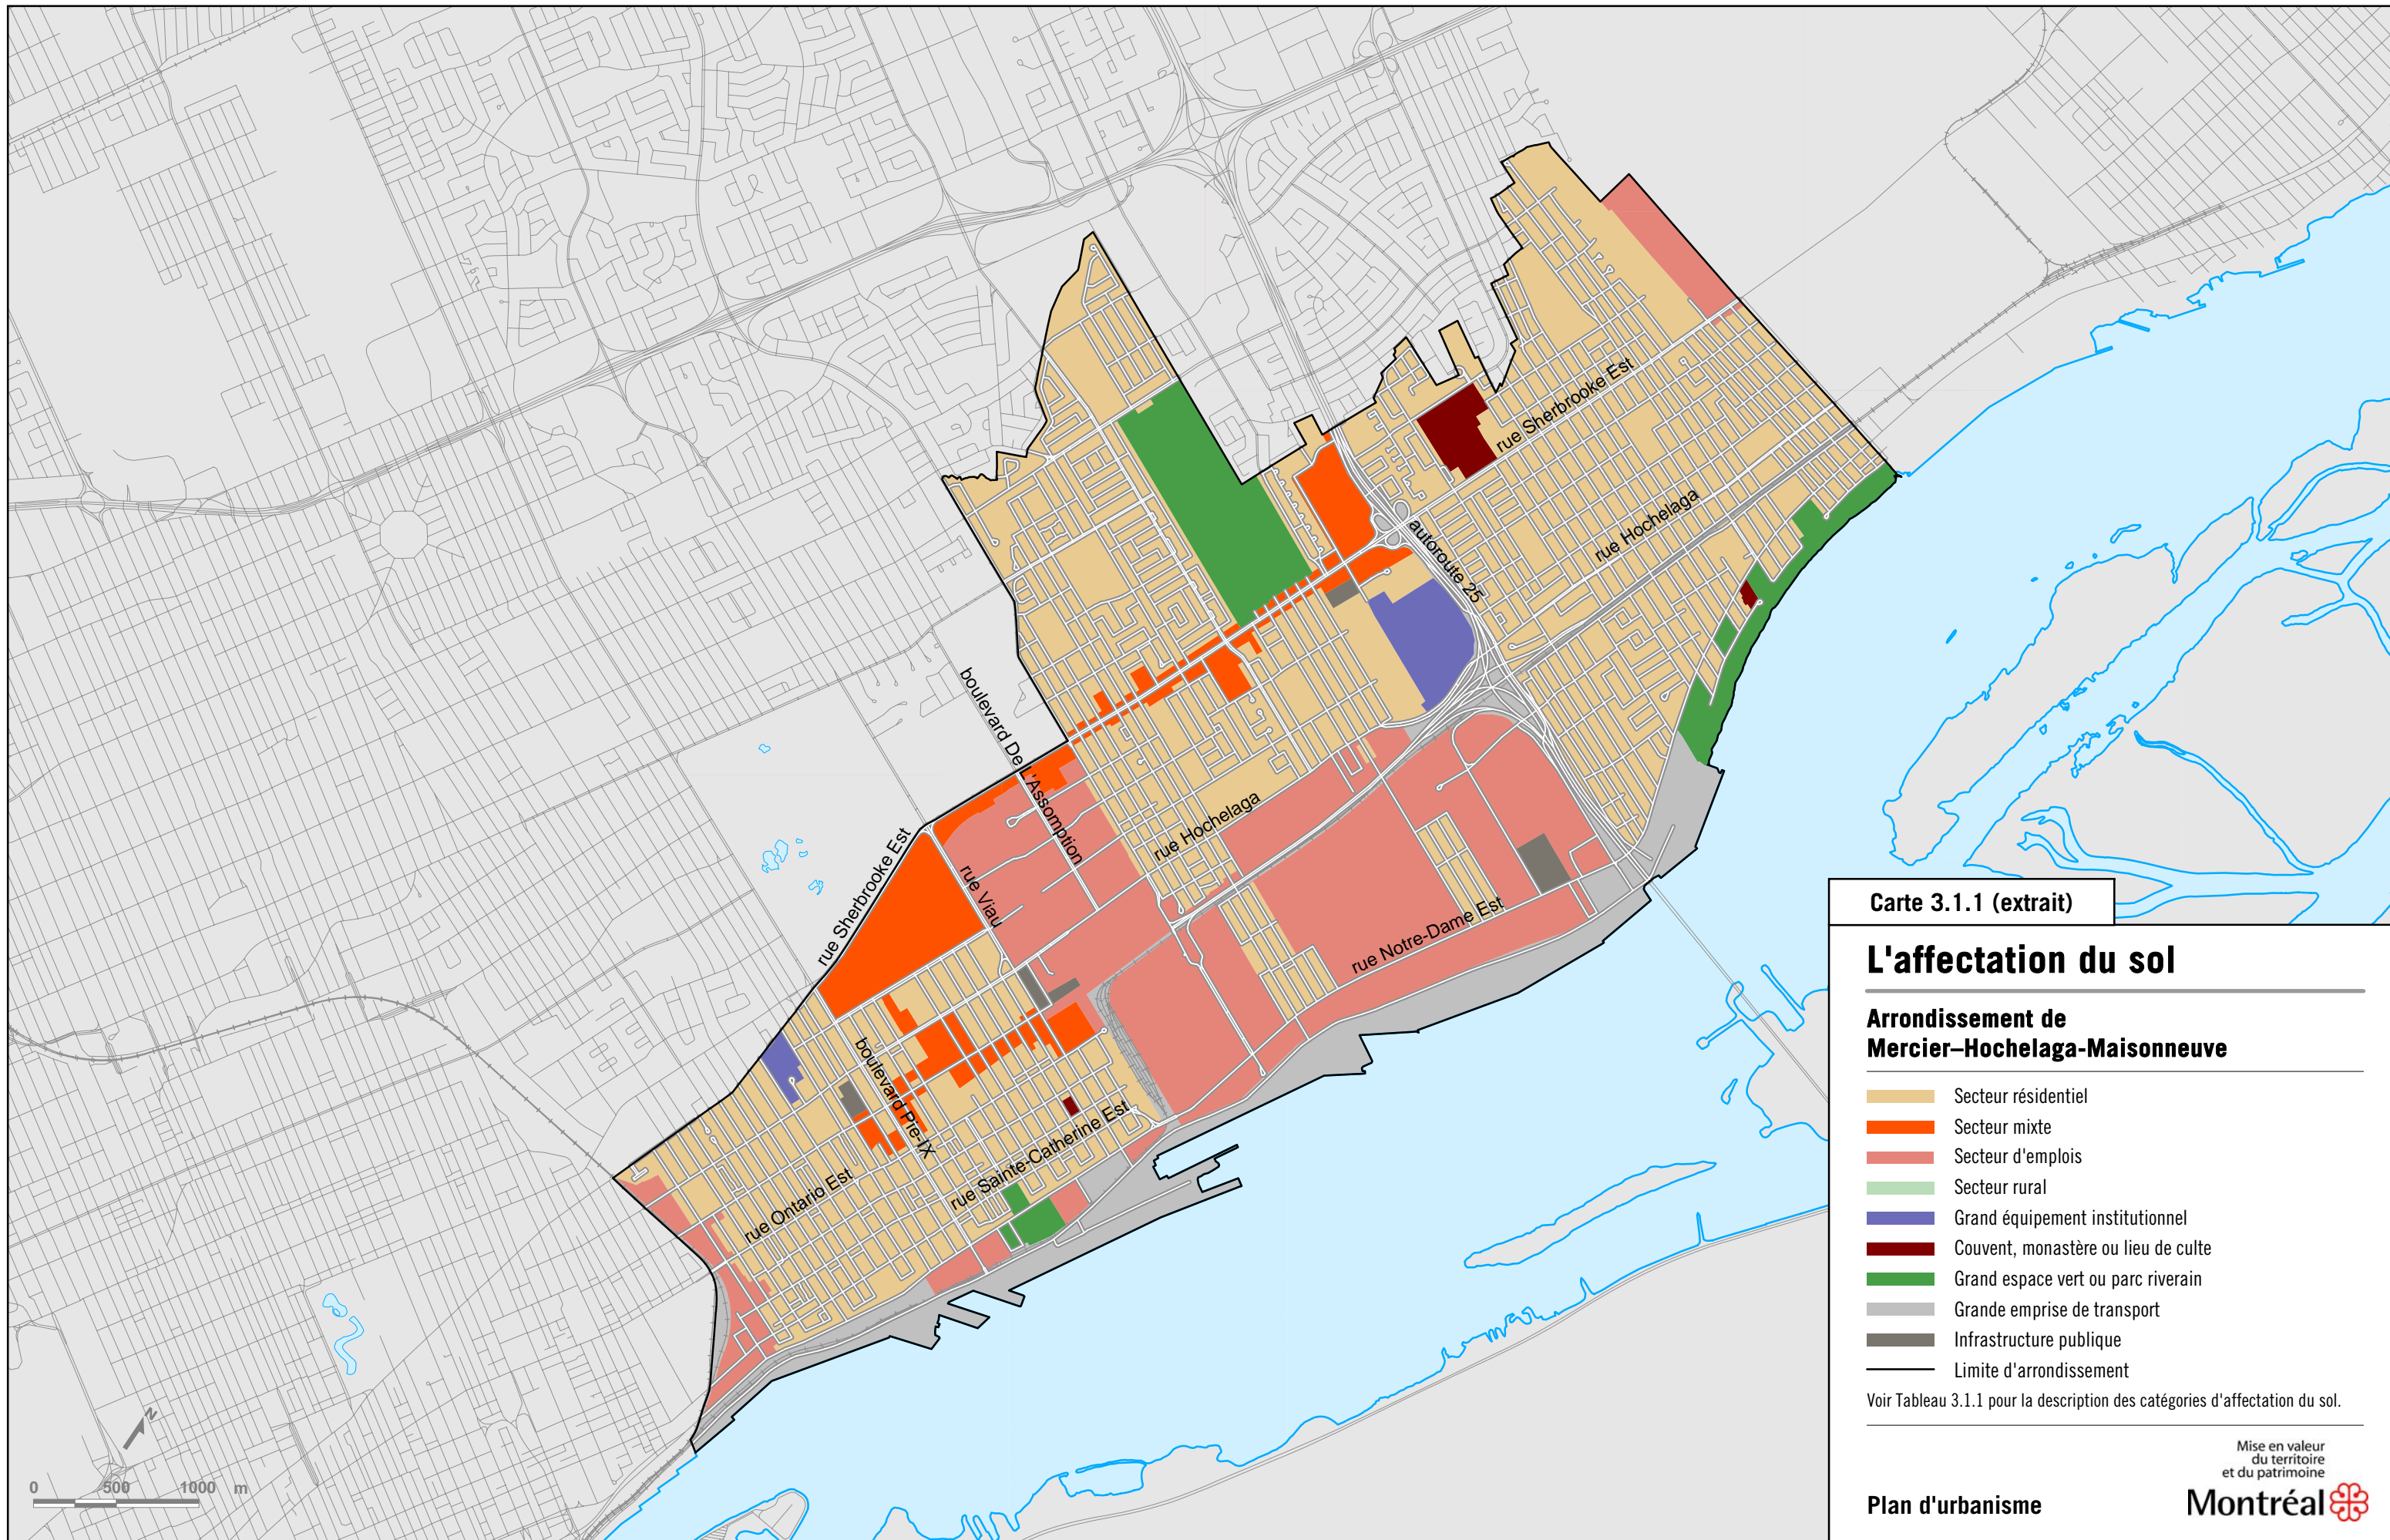 rue Sherbrooke Est
autoroute 25
rue Hochelaga
boulevard De L'Assomption
rue Hochelaga
rue Sherbrooke Est
rue Viau
rue Notre-Dame Est
boulevard Pie-IX
rue Sainte-Catherine Est
rue Ontario Est
N
0 500 1000 m
Carte 3.1.1 (extrait)
L'affectation du sol
Arrondissement de
Mercier–Hochelaga-Maisonneuve
Secteur résidentiel
Secteur mixte
Secteur d'emplois
Secteur rural
Grand équipement institutionnel
Couvent, monastère ou lieu de culte
Grand espace vert ou parc riverain
Grande emprise de transport
Infrastructure publique
Limite d'arrondissement
Voir Tableau 3.1.1 pour la description des catégories d'affectation du sol.
Mise en valeur
du territoire
et du patrimoine
Plan d'urbanisme
Montréal